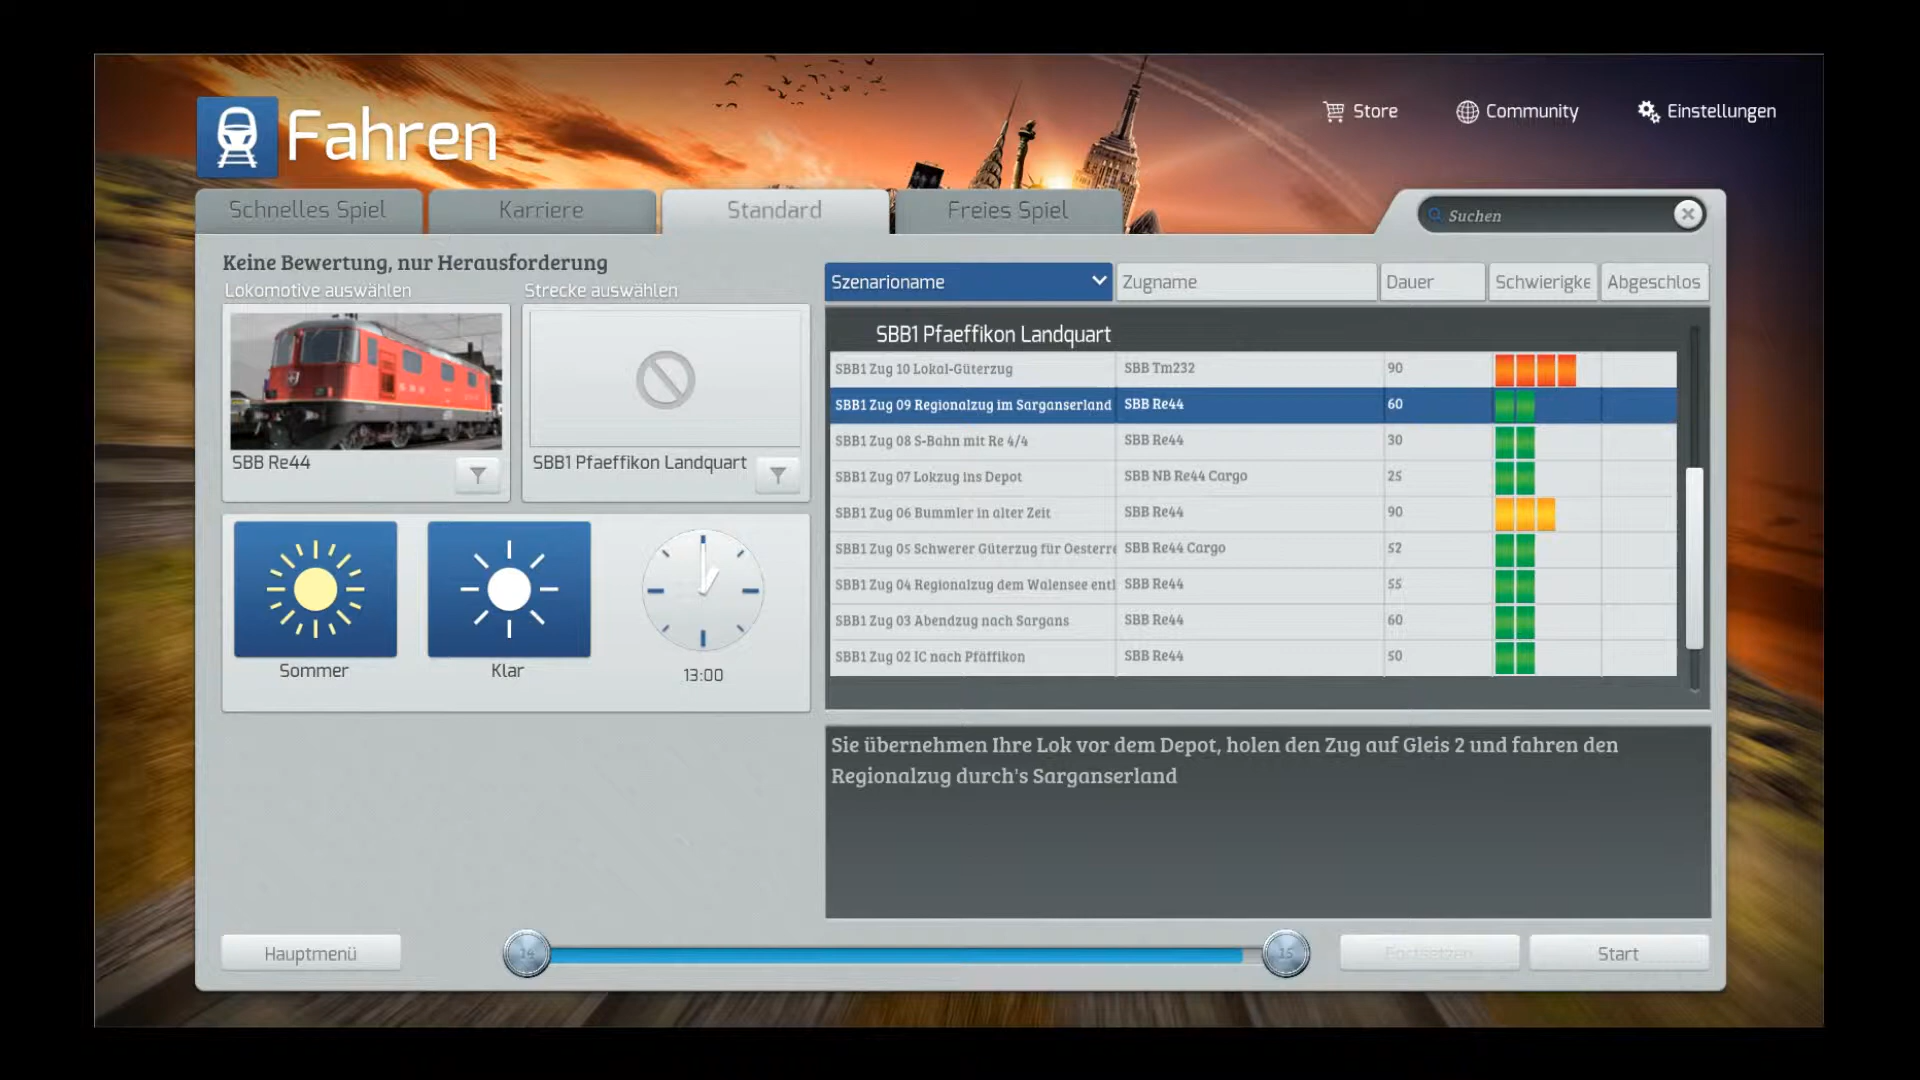 Fahren
Store
Community
Einstellungen
Schnelles Spiel
Karriere
Standard
Freies Spiel
Suchen
Keine Bewertung, nur Herausforderung
Lokomotive auswählen
Strecke auswählen
SBB Re44
SBB1 Pfaeffikon Landquart
Sommer
Klar
13:00
Szenarioname Zugname Dauer Schwierigke Abgeschlos
SBB1 Pfaeffikon Landquart
SBB1 Zug 10 Lokal-Güterzug SBB Tm232 90
SBB1 Zug 09 Regionalzug im Sarganserland SBB Re44 60
SBB1 Zug 08 S-Bahn mit Re 4/4 SBB Re44 30
SBB1 Zug 07 Lokzug ins Depot SBB NB Re44 Cargo 25
SBB1 Zug 06 Bummler in alter Zeit SBB Re44 90
SBB1 Zug 05 Schwerer Güterzug für Oesterre SBB Re44 Cargo 52
SBB1 Zug 04 Regionalzug dem Walensee entl SBB Re44 55
SBB1 Zug 03 Abendzug nach Sargans SBB Re44 60
SBB1 Zug 02 IC nach Pfäffikon SBB Re44 50
Sie übernehmen Ihre Lok vor dem Depot, holen den Zug auf Gleis 2 und fahren den
Regionalzug durch's Sarganserland
Hauptmenü
14
15
Fortsetzen
Start